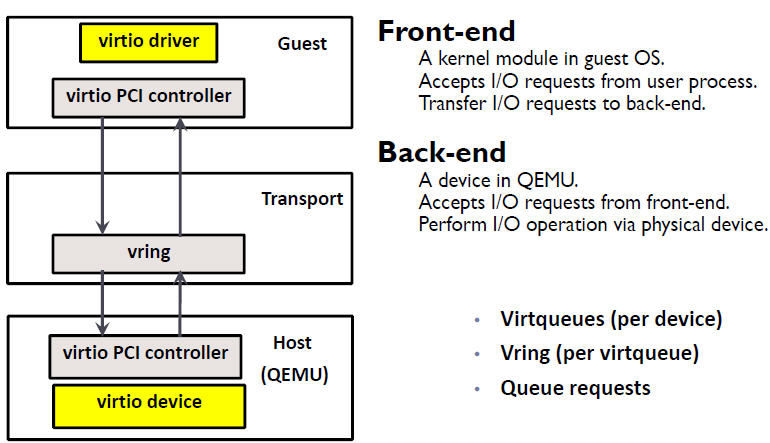 virtio driver
Guest
virtio PCI controller
Transport
vring
virtio PCI controller
Host
(QEMU)
virtio device
Front-end
A kernel module in guest OS.
Accepts I/O requests from user process.
Transfer I/O requests to back-end.
Back-end
A device in QEMU.
Accepts I/O requests from front-end.
Perform I/O operation via physical device.
• Virtqueues (per device)
• Vring (per virtqueue)
• Queue requests